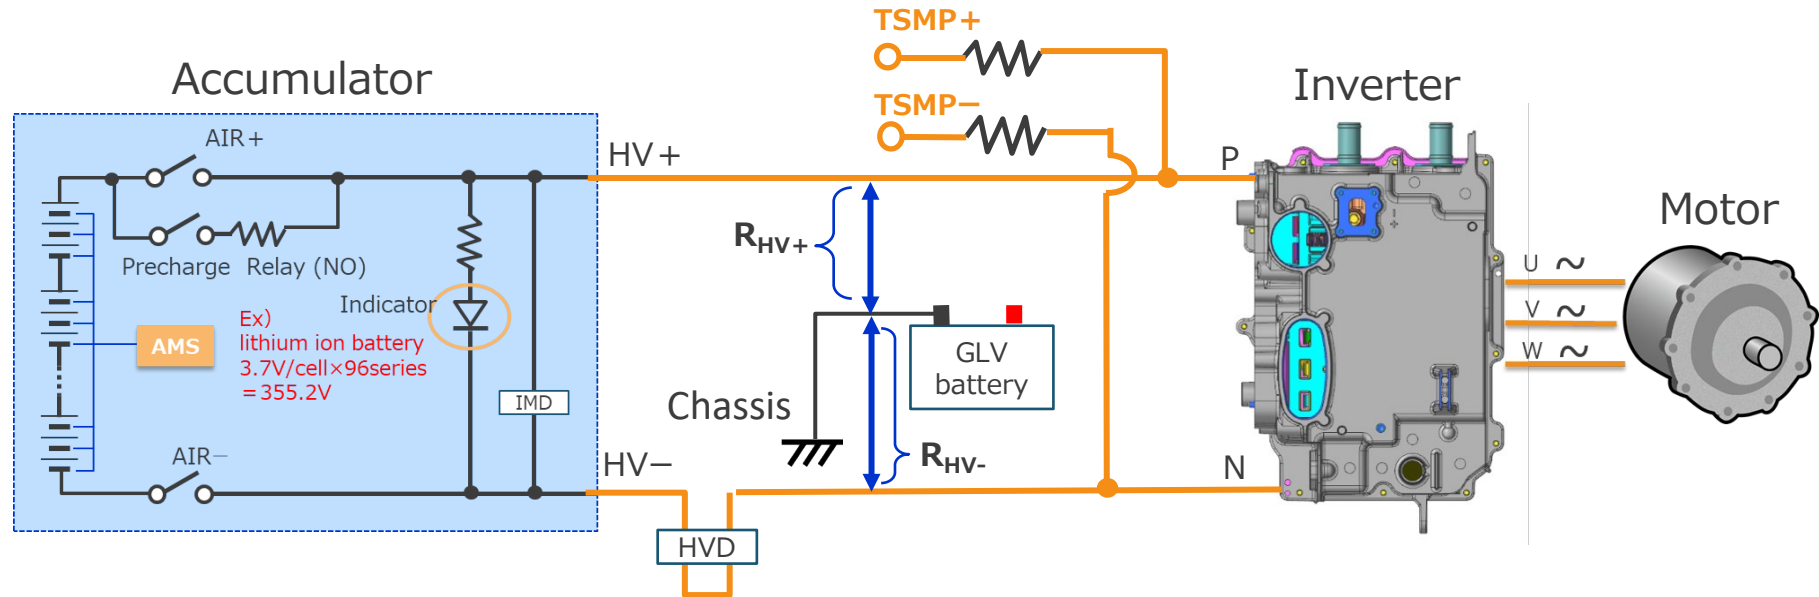 TSMP+
TSMP−
Accumulator
Inverter
Motor
AIR+
HV+
P
Precharge Relay (NO)
Indicator
AMS
Ex)
lithium ion battery
3.7V/cell×96series
=355.2V
IMD
AIR−
HV−
HVD
RHV+
RHV-
Chassis
GLV
battery
N
U ~
V ~
W ~